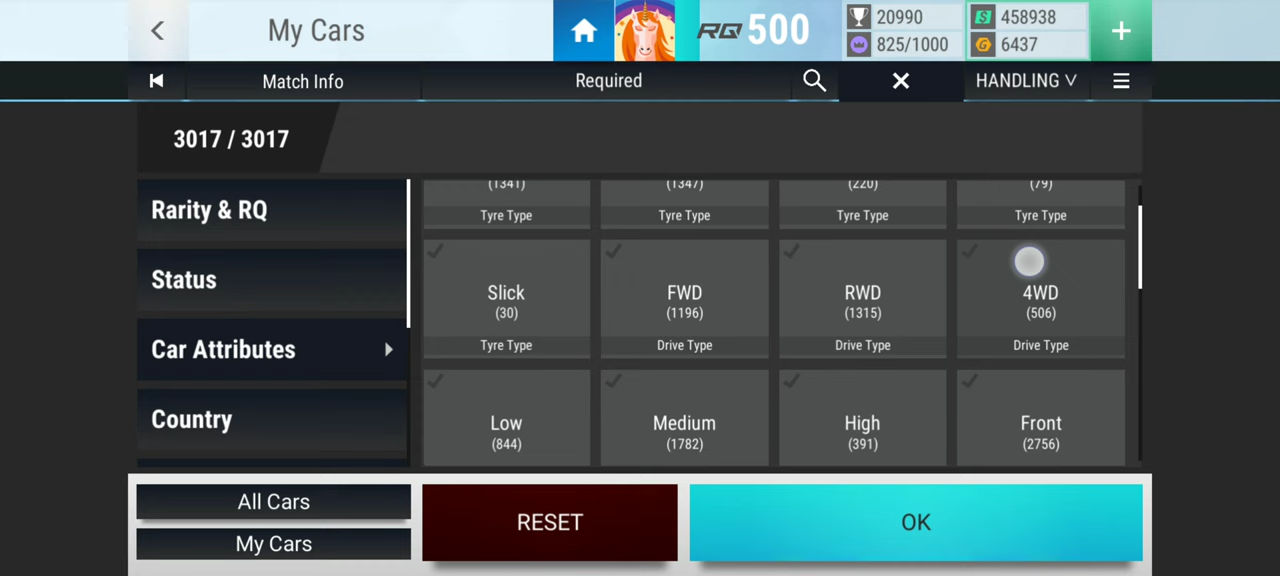 My Cars
RQ 500
20990
825/1000
458938
6437
+
Match Info
Required
HANDLING
3017 / 3017
Rarity & RQ
Status
Car Attributes
Country
(1341)
Tyre Type
(1347)
Tyre Type
(220)
Tyre Type
(79)
Tyre Type
Slick
(30)
Tyre Type
FWD
(1196)
Drive Type
RWD
(1315)
Drive Type
4WD
(506)
Drive Type
Low
(844)
Medium
(1782)
High
(391)
Front
(2756)
All Cars
My Cars
RESET
OK